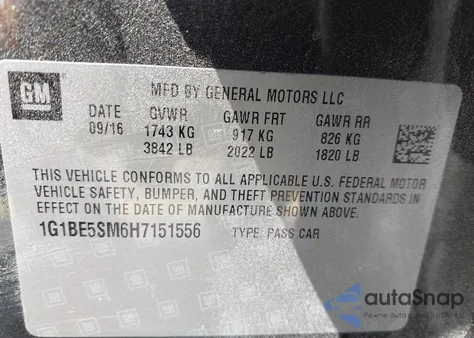 GM
MFD BY GENERAL MOTORS LLC
DATE GVWR GAWR FRT GAWR RR
09/16 1743 KG 917 KG 826 KG
3842 LB 2022 LB 1820 LB
THIS VEHICLE CONFORMS TO ALL APPLICABLE U.S. FEDERAL MOTOR
VEHICLE SAFETY, BUMPER, AND THEFT PREVENTION STANDARDS IN
EFFECT ON THE DATE OF MANUFACTURE SHOWN ABOVE.
1G1BE5SM6H7151556 TYPE: PASS CAR
autoSnap